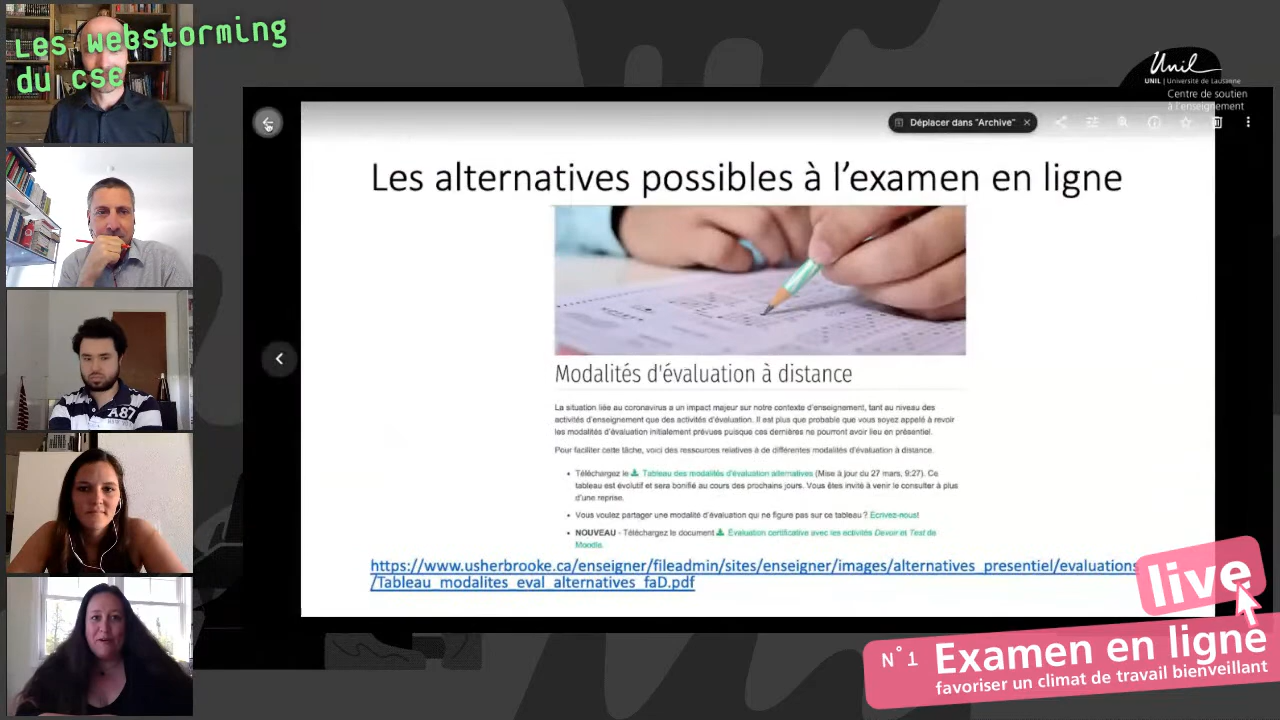 Les webstorming
du cse
Unil
UNIL | Université de Lausanne
Centre de soutien
à l'enseignement
Déplacer dans "Archive"
Les alternatives possibles à l'examen en ligne
Modalités d'évaluation à distance
La situation liée au coronavirus a un impact majeur sur notre contexte d'enseignement, tant au niveau des
activités d'enseignement que des activités d'évaluation. Il est plus que probable que vous soyez appelé à revoir
les modalités d'évaluation initialement prévues puisque ces dernières ne pourront avoir lieu en présentiel.
Pour faciliter cette tâche, voici des ressources relatives à de différentes modalités d'évaluation à distance.
• Téléchargez le Tableau des modalités d'évaluation alternatives (Mise à jour du 27 mars, 9:27). Ce
tableau est évolutif et sera bonifié au cours des prochains jours. Vous êtes invité à venir le consulter à plus
d'une reprise.
• Vous voulez partager une modalité d'évaluation qui ne figure pas sur ce tableau ? Écrivez-nous!
• NOUVEAU - Téléchargez le document Évaluation certificative avec les activités Devoir et Test de
Moodle.
https://www.usherbrooke.ca/enseigner/fileadmin/sites/enseigner/images/alternatives_presentiel/evaluations
/Tableau_modalites_eval_alternatives_faD.pdf
A87
live
N°1 Examen en ligne
favoriser un climat de travail bienveillant